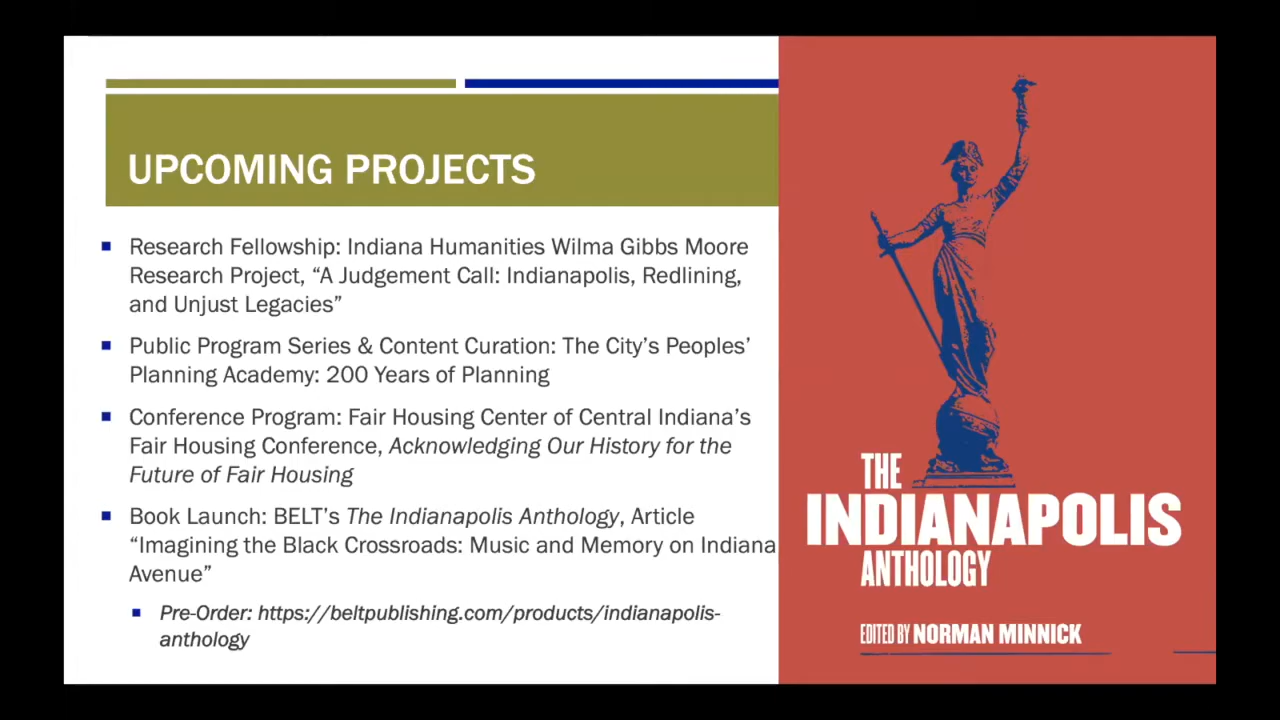 UPCOMING PROJECTS
Research Fellowship: Indiana Humanities Wilma Gibbs Moore
Research Project, “A Judgement Call: Indianapolis, Redlining,
and Unjust Legacies”
Public Program Series & Content Curation: The City’s Peoples’
Planning Academy: 200 Years of Planning
Conference Program: Fair Housing Center of Central Indiana’s
Fair Housing Conference, Acknowledging Our History for the
Future of Fair Housing
Book Launch: BELT’s The Indianapolis Anthology, Article
“Imagining the Black Crossroads: Music and Memory on Indiana
Avenue”
Pre-Order: https://beltpublishing.com/products/indianapolis-
anthology
THE
INDIANAPOLIS
ANTHOLOGY
EDITED BY NORMAN MINNICK